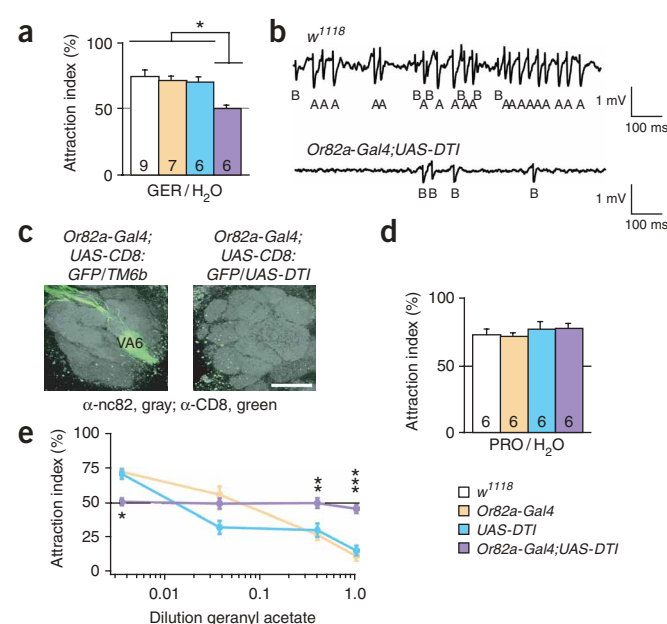 a
Attraction index (%)
100
50
0
*
9 7 6 6
GER/H2O
b
w1118
B B B B B B
A A A A A A A A A A A A A A A A A A
1 mV
100 ms
Or82a-Gal4;UAS-DTI
B B B B
1 mV
100 ms
c
Or82a-Gal4;
UAS-CD8:
GFP/TM6b
Or82a-Gal4;
UAS-CD8:
GFP/UAS-DTI
VA6
α-nc82, gray; α-CD8, green
d
Attraction index (%)
100
50
0
6 6 6 6
PRO/H2O
w1118
Or82a-Gal4
UAS-DTI
Or82a-Gal4;UAS-DTI
e
Attraction index (%)
100
75
50
25
0
*
**
***
0.01 0.1 1.0
Dilution geranyl acetate